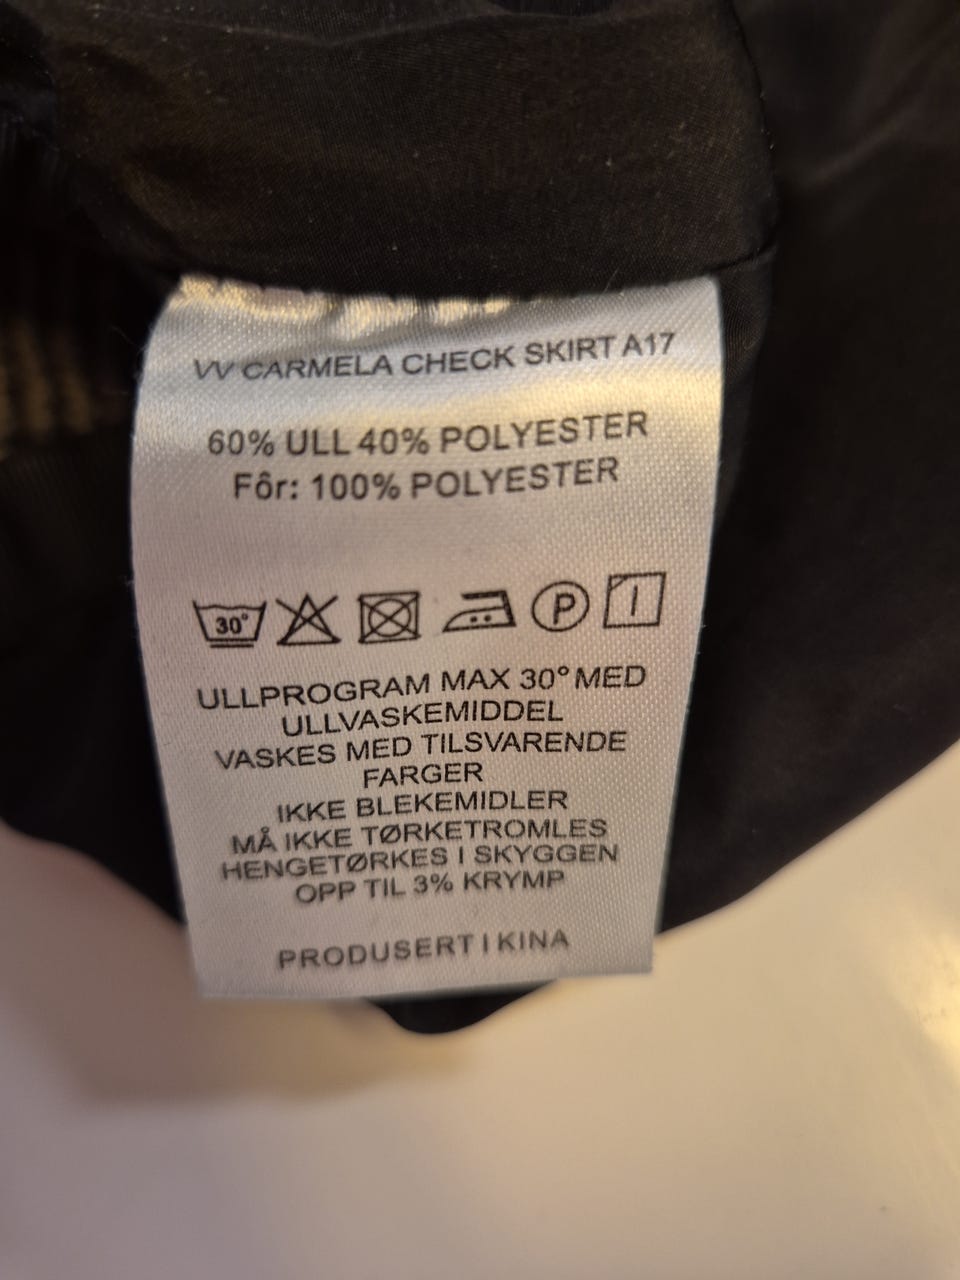 VV CARMELA CHECK SKIRT A17
60% ULL 40% POLYESTER
Fôr: 100% POLYESTER
30° P
ULLPROGRAM MAX 30° MED
ULLVASKEMIDDEL
VASKES MED TILSVARENDE
FARGER
IKKE BLEKEMIDLER
MÅ IKKE TØRKETROMLES
HENGETØRKES I SKYGGEN
OPP TIL 3% KRYMP
PRODUSERT I KINA